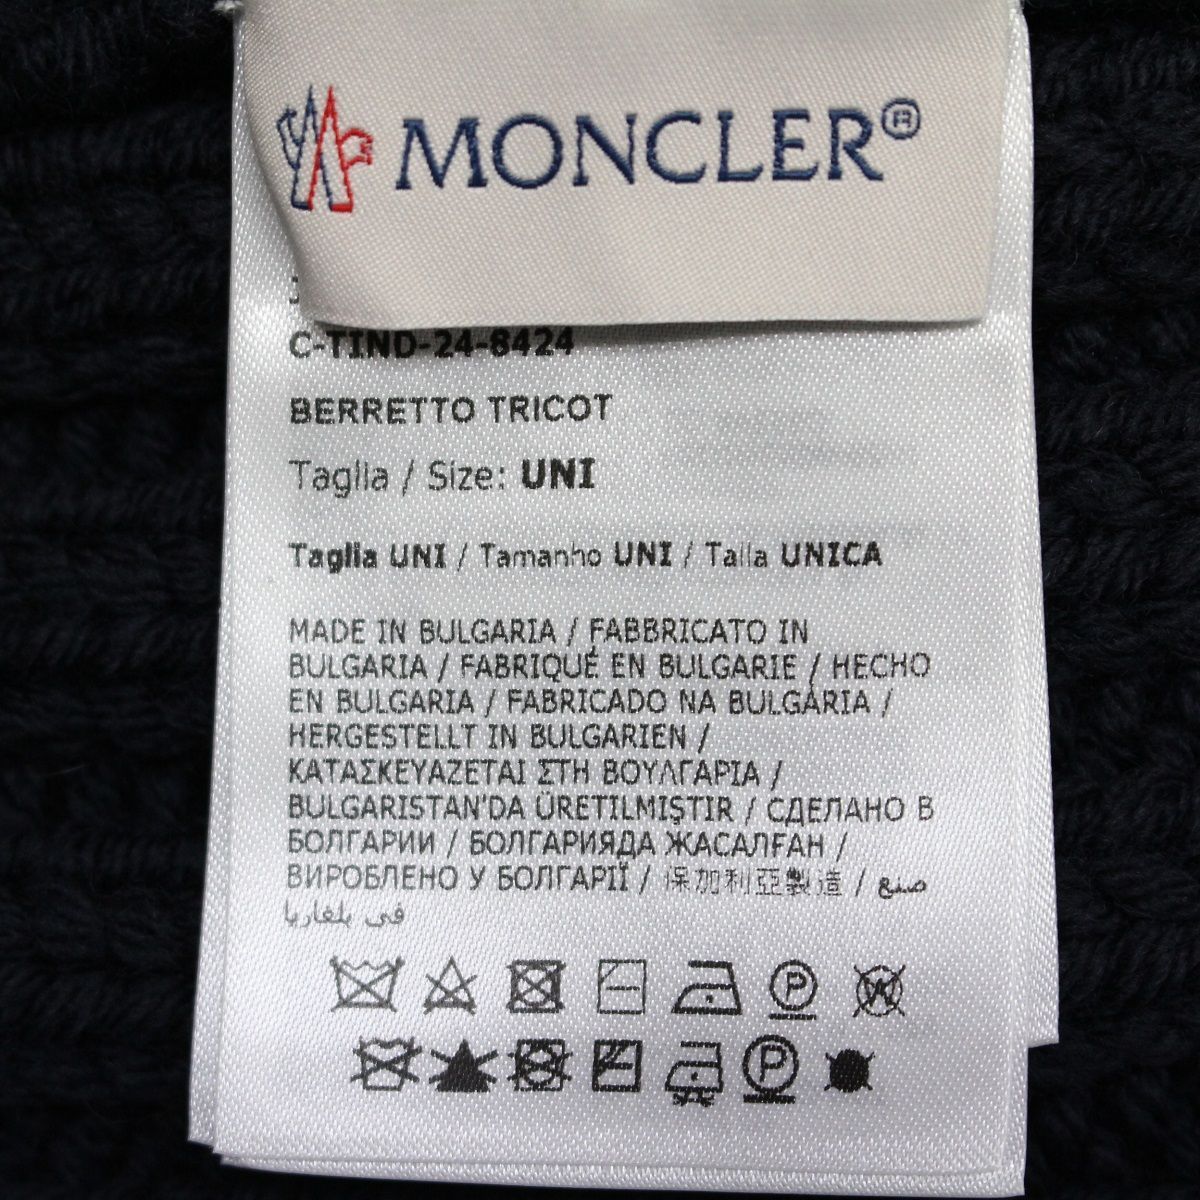 MONCLER®
C-TIND-24-8424
BERRETTO TRICOT
Taglia / Size: UNI
Taglia UNI / Tamanho UNI / Talla UNICA
MADE IN BULGARIA / FABBRICATO IN
BULGARIA / FABRIQUÉ EN BULGARIE / HECHO
EN BULGARIA / FABRICADO NA BULGÁRIA /
HERGESTELLT IN BULGARIEN /
ΚΑΤΑΣΚΕΥΑΖΕΤΑΙ ΣΤΗ ΒΟΥΛΓΑΡΙΑ /
BULGARISTAN'DA ÜRETILMIŞTIR / СДЕЛАНО В
БОЛГАРИИ / БОЛГАРИЯДА ЖАСАЛҒАН /
ВИРОБЛЕНО У БОЛГАРІЇ / 保加利亞製造 / صنع
في بلغاريا
P W
P